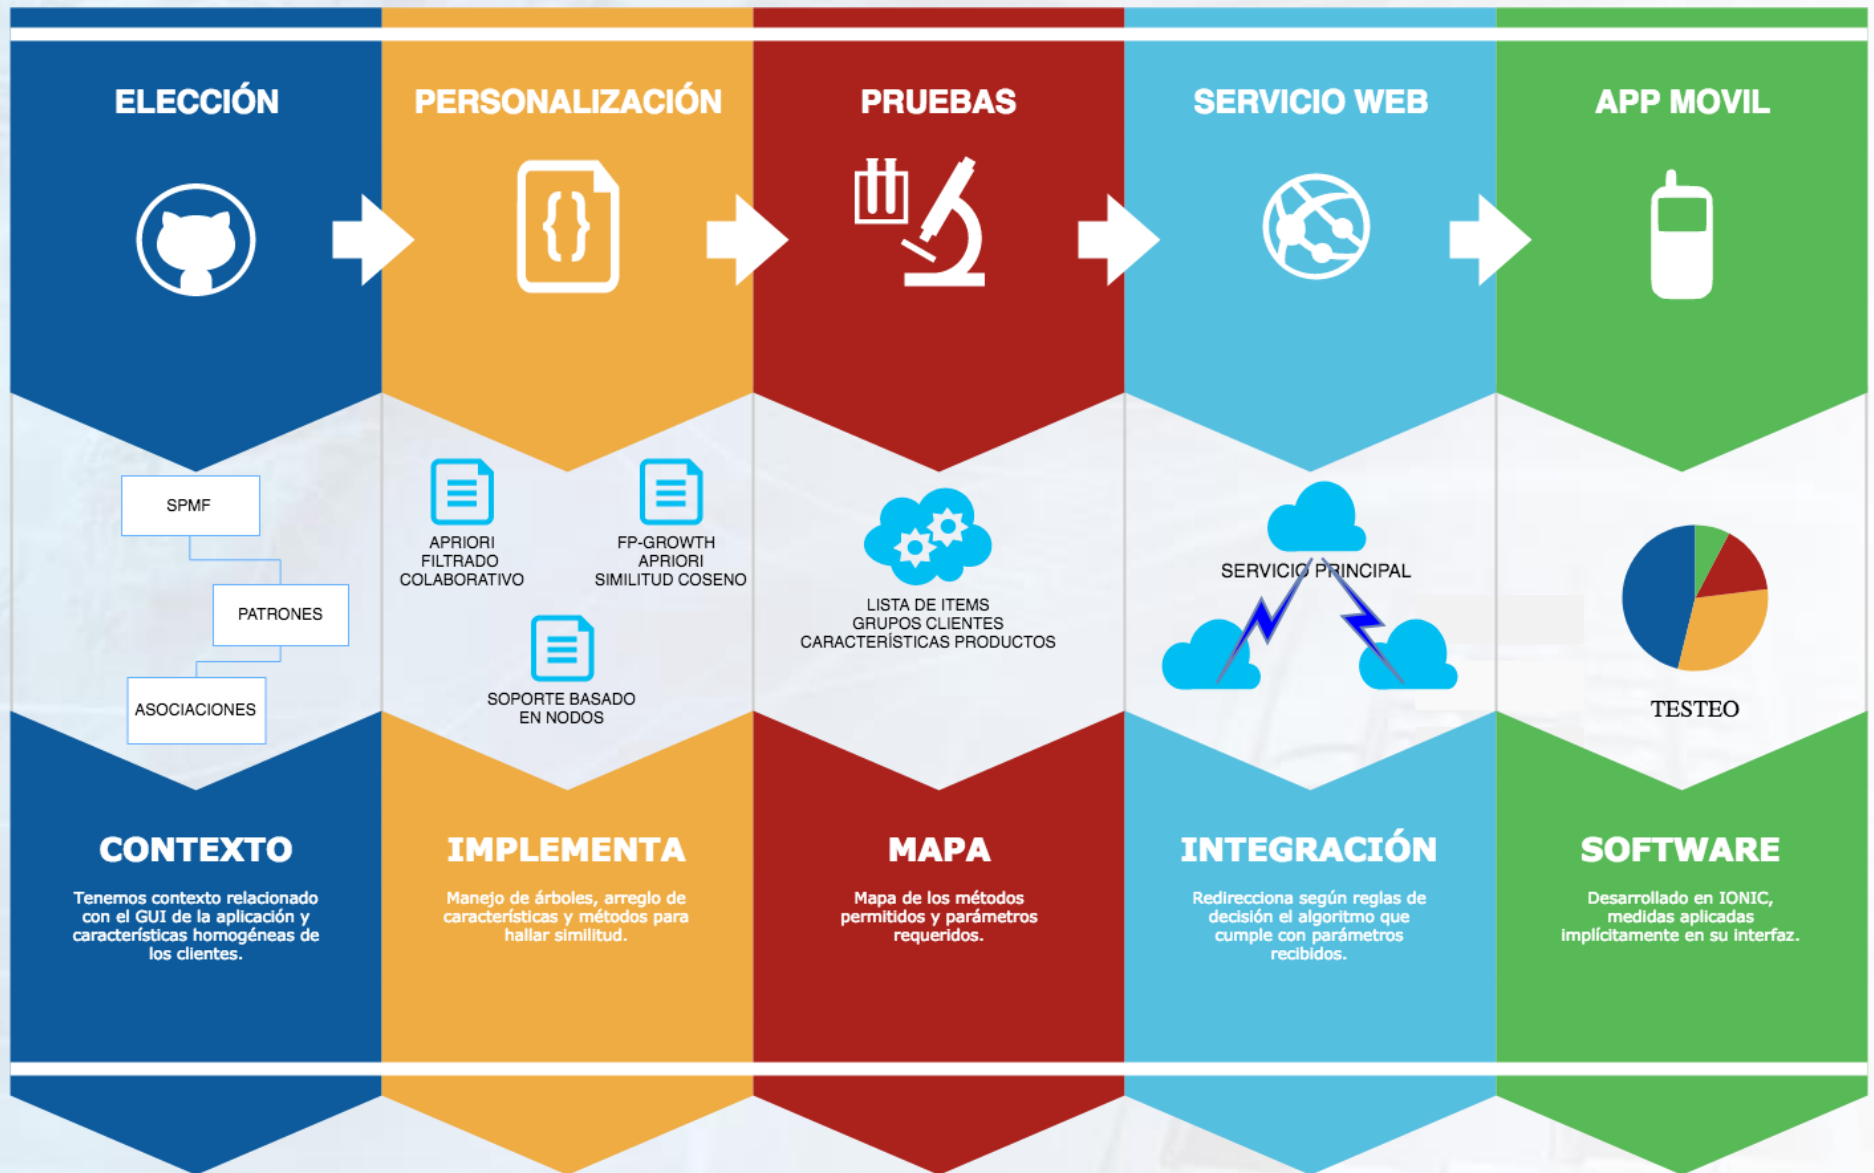 ELECCIÓN
PERSONALIZACIÓN
PRUEBAS
SERVICIO WEB
APP MOVIL
SPMF
PATRONES
ASOCIACIONES
APRIORI
FILTRADO
COLABORATIVO
FP-GROWTH
APRIORI
SIMILITUD COSENO
SOPORTE BASADO
EN NODOS
LISTA DE ITEMS
GRUPOS CLIENTES
CARACTERÍSTÍCAS PRODUCTOS
SERVICIO PRINCIPAL
TESTEO
CONTEXTO
Tenemos contexto relacionado
con el GUI de la aplicación y
características homogéneas de
los clientes.
IMPLEMENTA
Manejo de árboles, arreglo de
características y métodos para
hallar similitud.
MAPA
Mapa de los métodos
permitidos y parámetros
requeridos.
INTEGRACIÓN
Redirecciona según reglas de
decisión el algoritmo que
cumple con parámetros
recibidos.
SOFTWARE
Desarrollado en IONIC,
medidas aplicadas
implícitamente en su interfaz.